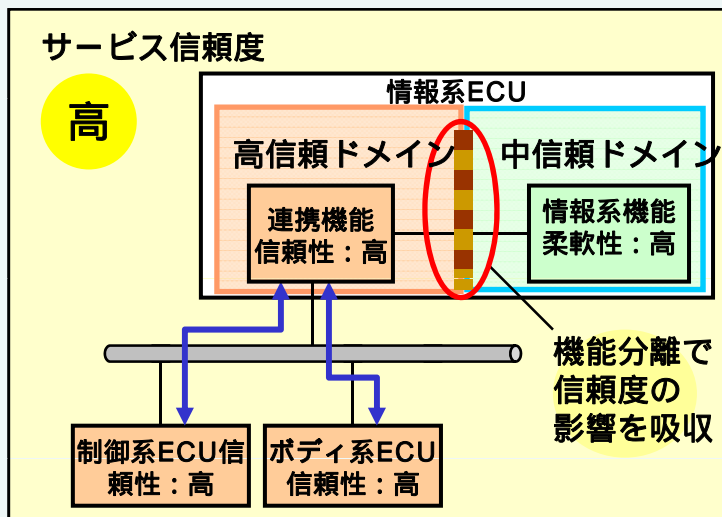 サービス信頼度
高
情報系ECU
高信頼ドメイン
中信頼ドメイン
連携機能
信頼性：高
情報系機能
柔軟性：高
機能分離で
信頼度の
影響を吸収
制御系ECU信
頼性：高
ボディ系ECU
信頼性：高